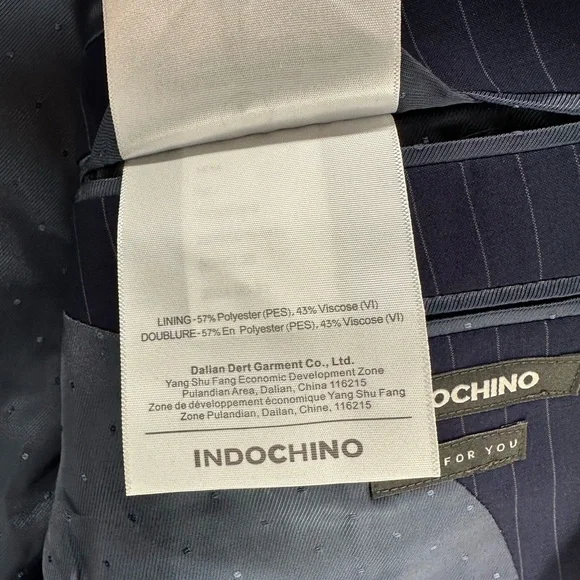 LINING-57% Polyester (PES), 43% Viscose (VI)
DOUBLURE-57% En Polyester (PES), 43% Viscose (VI)
Dalian Dert Garment Co., Ltd.
Yang Shu Fang Economic Development Zone
Pulandian Area, Dalian, China 116215
Zone de développement économique Yang Shu Fang
Zone Pulandian, Dailan, Chine, 116215
INDOCHINO
OCHINO
FOR YOU